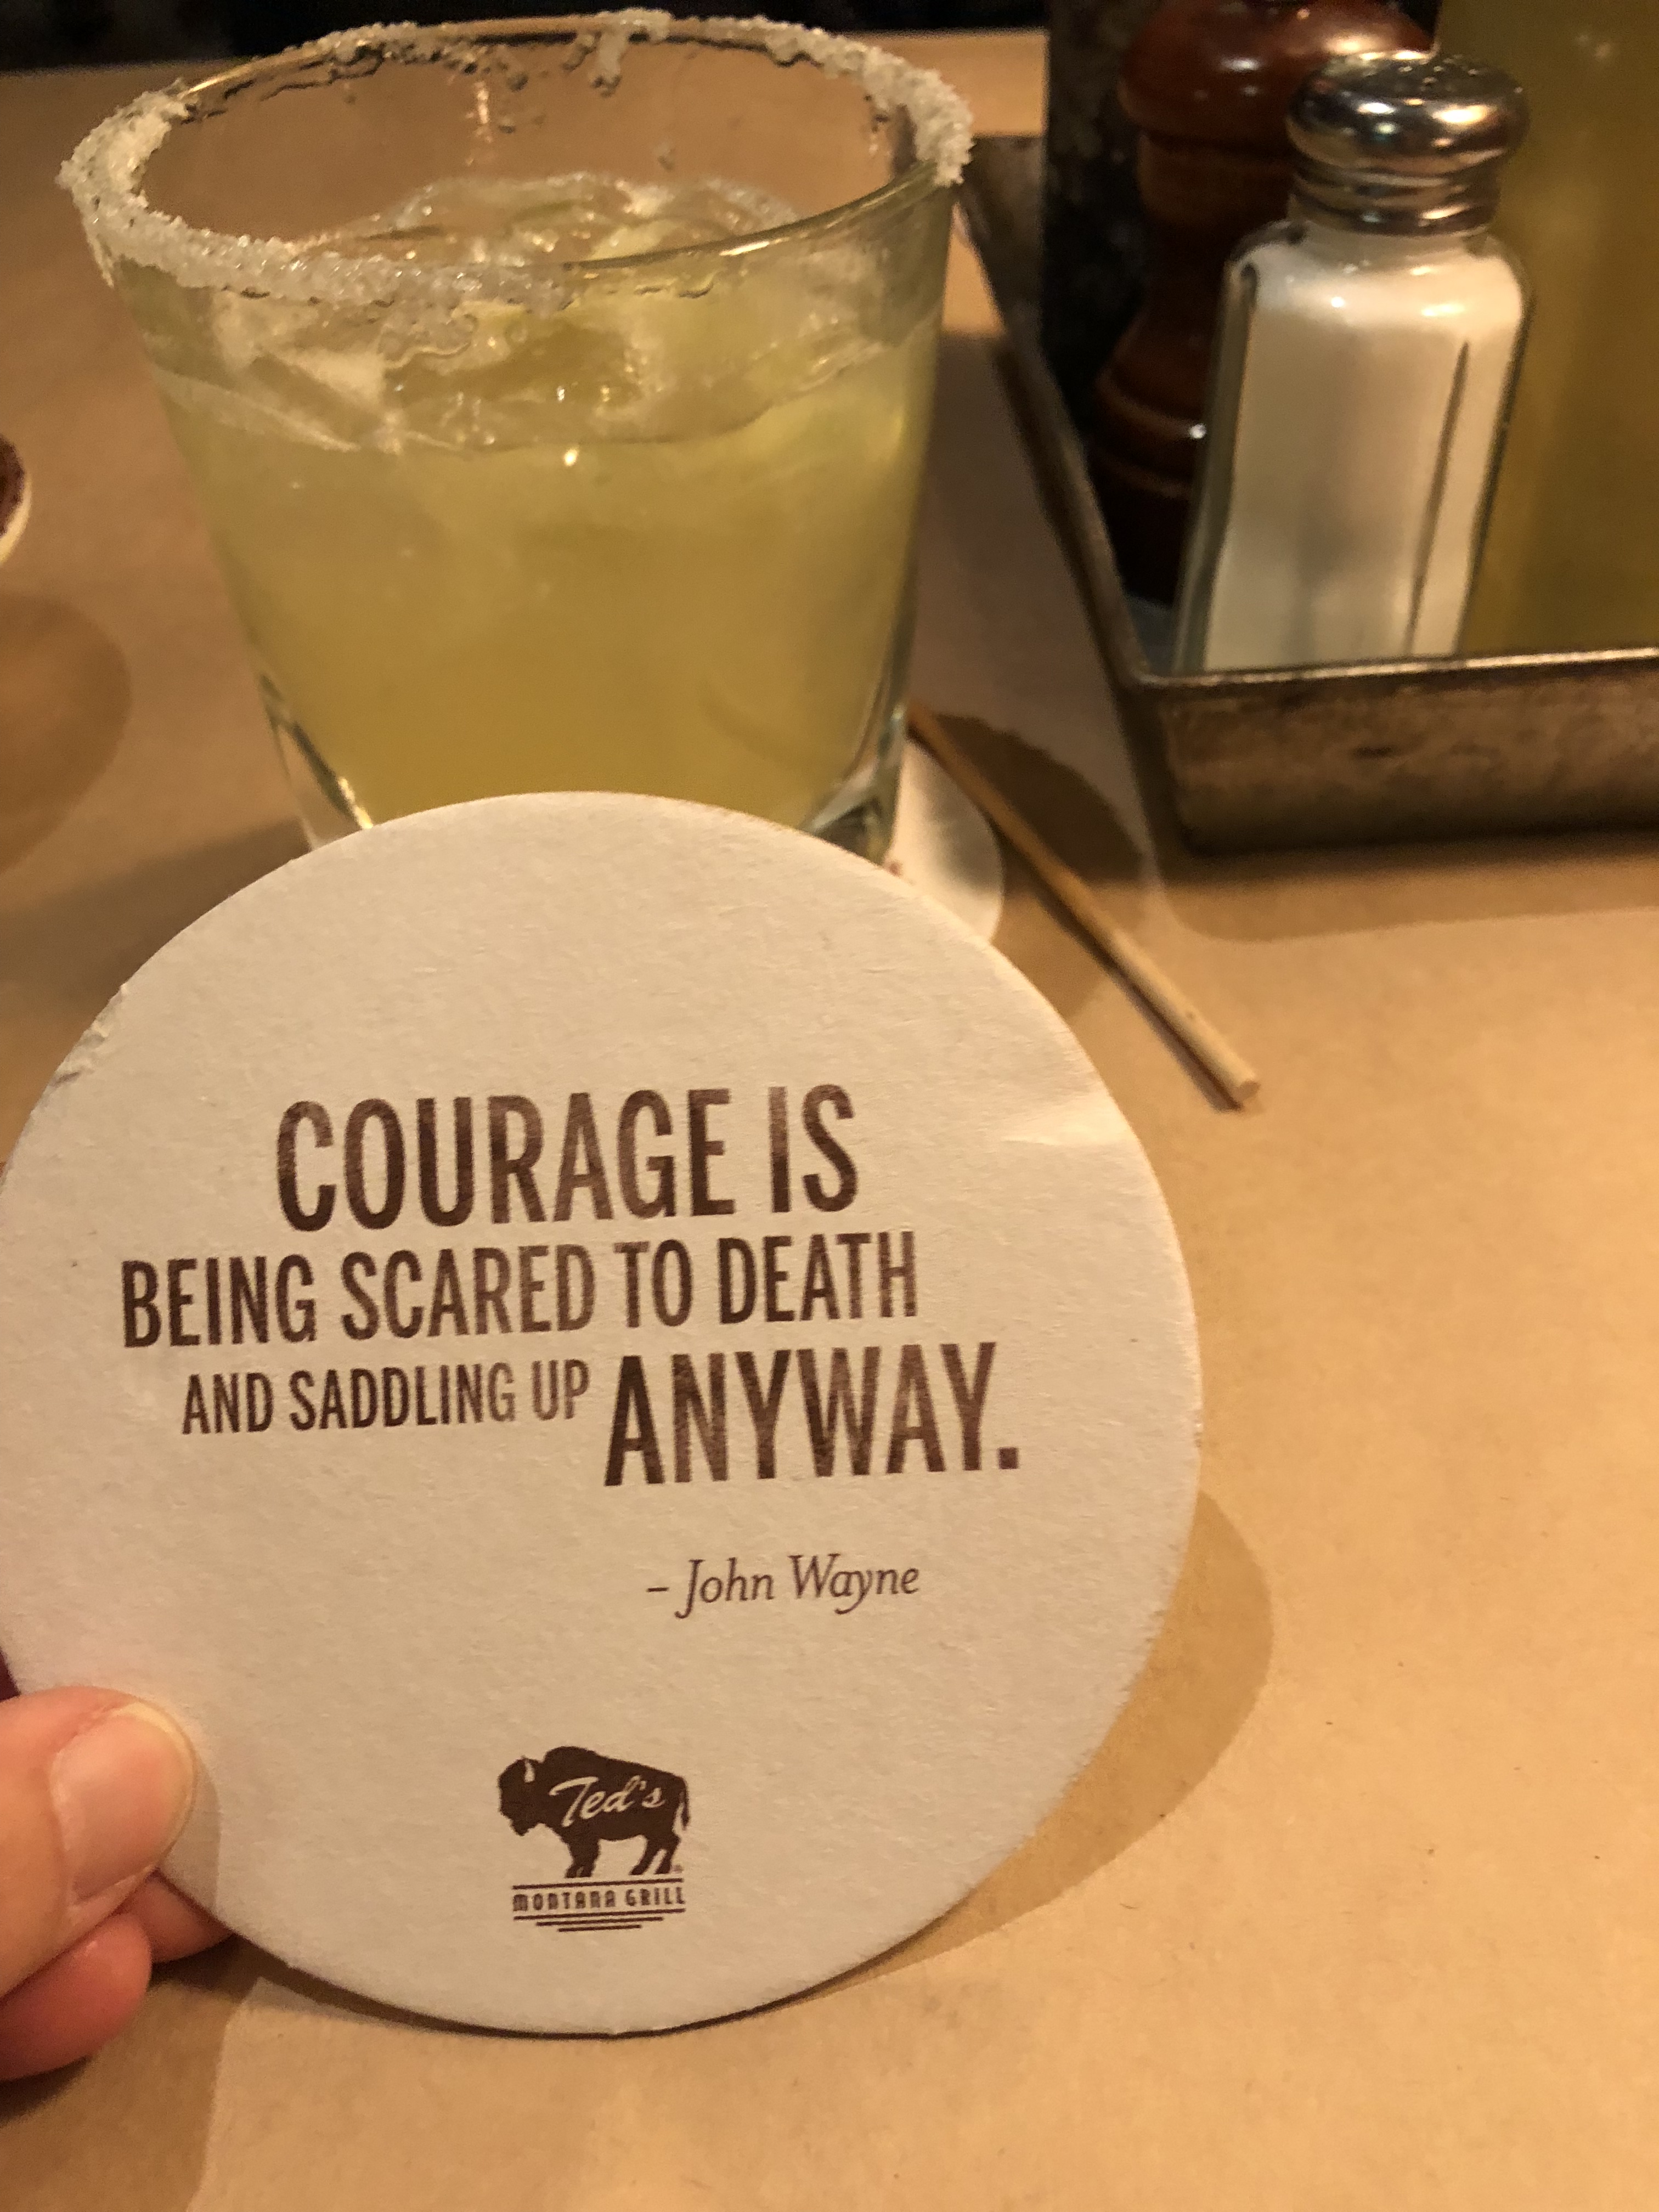 COURAGE IS
BEING SCARED TO DEATH
AND SADDLING UP ANYWAY.
– John Wayne
Ted's
MONTANA GRILL